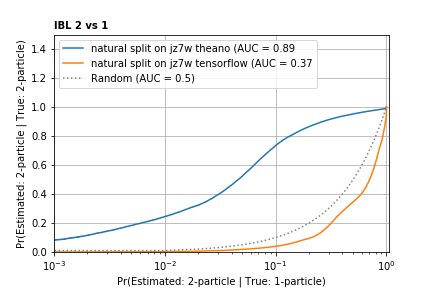 IBL 2 vs 1
natural split on jz7w theano (AUC = 0.89
natural split on jz7w tensorflow (AUC = 0.37
Random (AUC = 0.5)
Pr(Estimated: 2-particle | True: 2-particle)
1.4
1.2
1.0
0.8
0.6
0.4
0.2
0.0
10⁻³ 10⁻² 10⁻¹ 10⁰
Pr(Estimated: 2-particle | True: 1-particle)